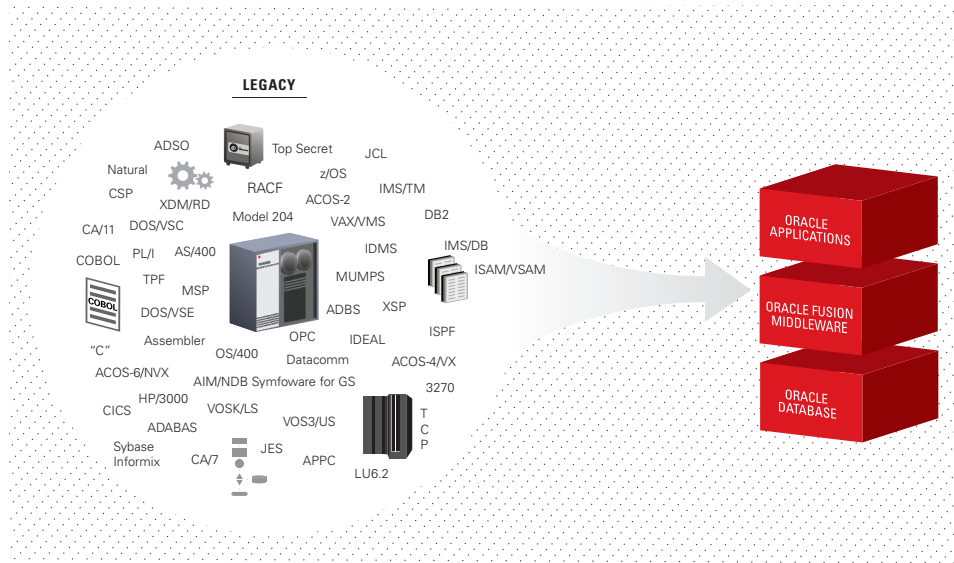 LEGACY
ADSO
Top Secret
JCL
Natural
z/OS
CSP
RACF
IMS/TM
XDM/RD
ACOS-2
Model 204
VAX/VMS
DB2
CA/11
DOS/VSC
PL/I
AS/400
IDMS
IMS/DB
COBOL
ISAM/VSAM
TPF
MUMPS
MSP
COBOL
DOS/VSE
ADBS
XSP
Assembler
OPC
IDEAL
ISPF
“C”
OS/400
Datacomm
ACOS-4/VX
ACOS-6/NVX
AIM/NDB Symfoware for GS
3270
HP/3000
CICS
VOSK/LS
VOS3/US
T
C
P
ADABAS
Sybase
Informix
CA/7
JES
APPC
LU6.2
ORACLE
APPLICATIONS
ORACLE FUSION
MIDDLEWARE
ORACLE
DATABASE